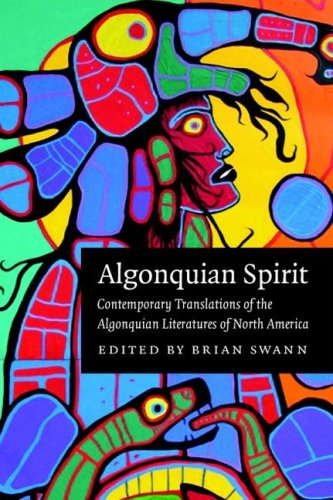 Algonquian Spirit
Contemporary Translations of the
Algonquian Literatures of North America
EDITED BY BRIAN SWANN